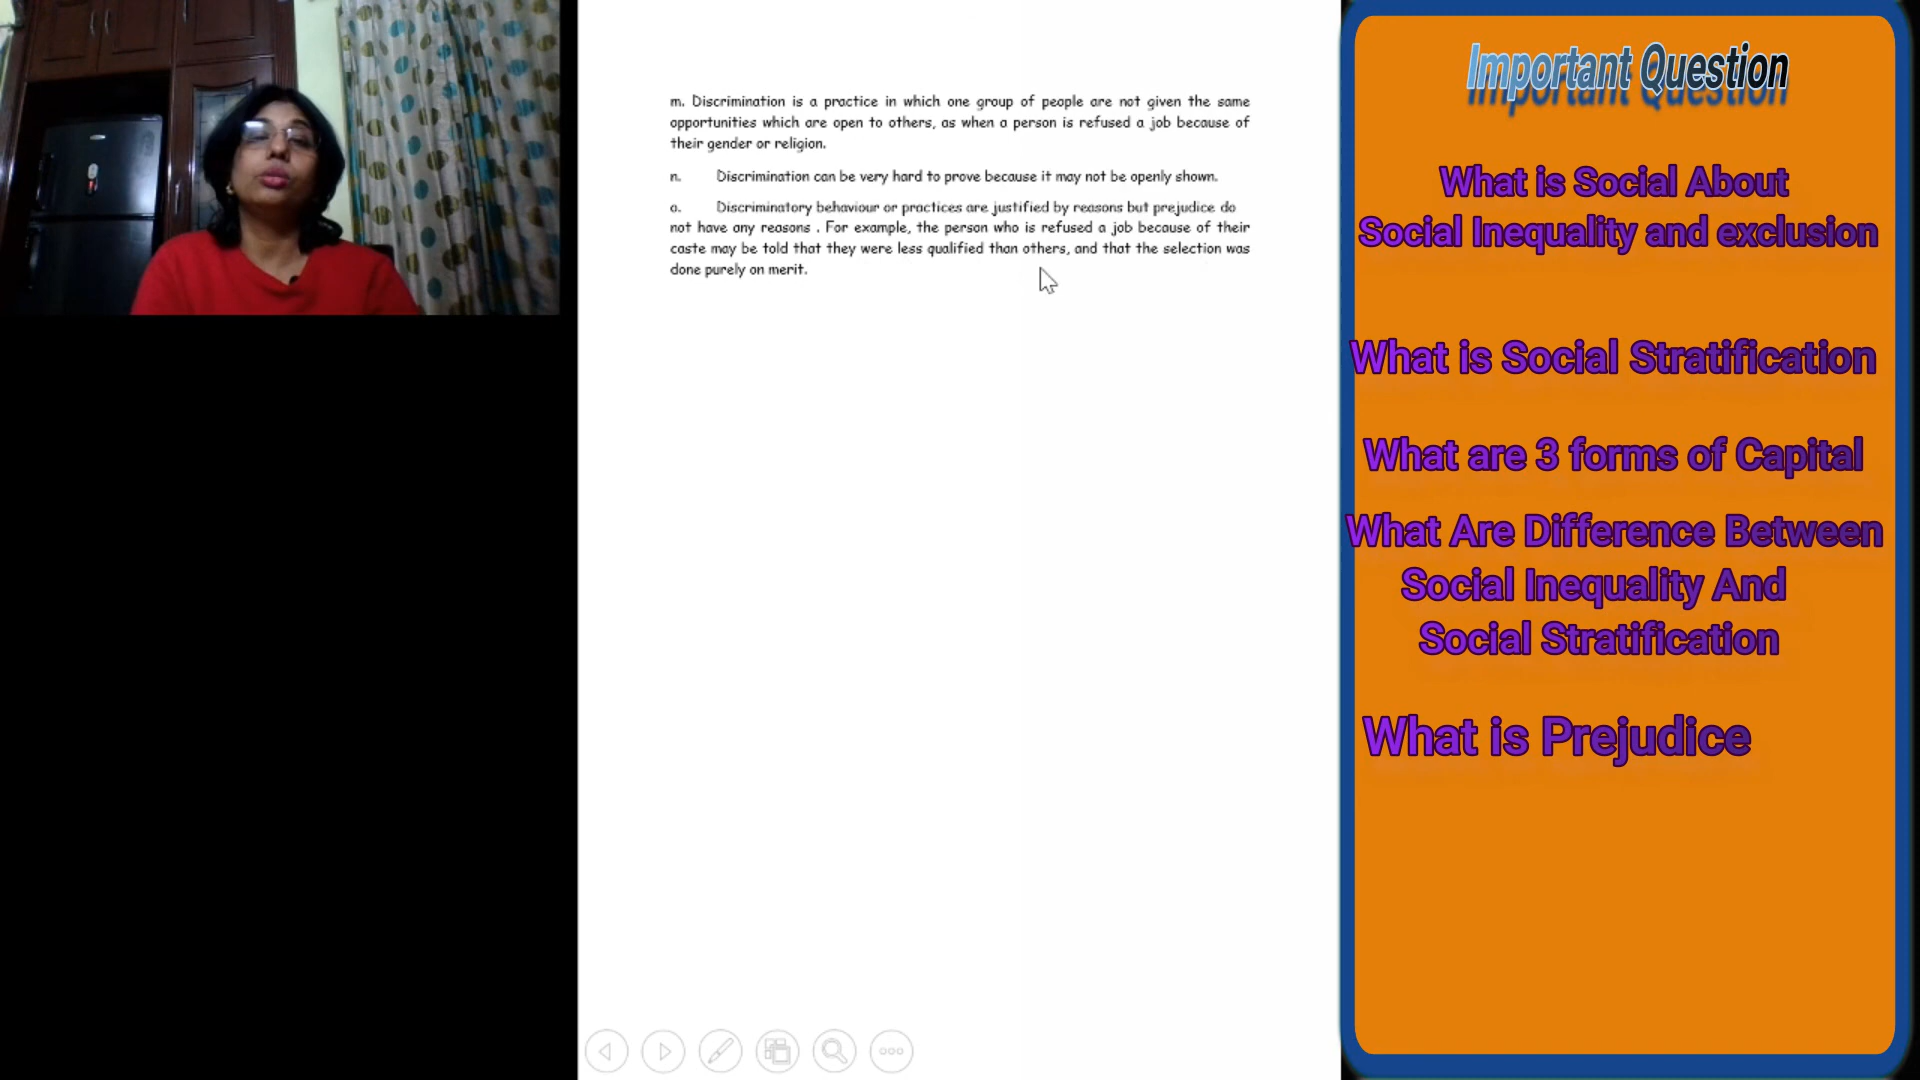 m. Discrimination is a practice in which one group of people are not given the same
opportunities which are open to others, as when a person is refused a job because of
their gender or religion.
n. Discrimination can be very hard to prove because it may not be openly shown.
o. Discriminatory behaviour or practices are justified by reasons but prejudice do
not have any reasons . For example, the person who is refused a job because of their
caste may be told that they were less qualified than others, and that the selection was
done purely on merit.
Important Question
What is Social About
Social Inequality and exclusion
What is Social Stratification
What are 3 forms of Capital
What Are Difference Between
Social Inequality And
Social Stratification
What is Prejudice